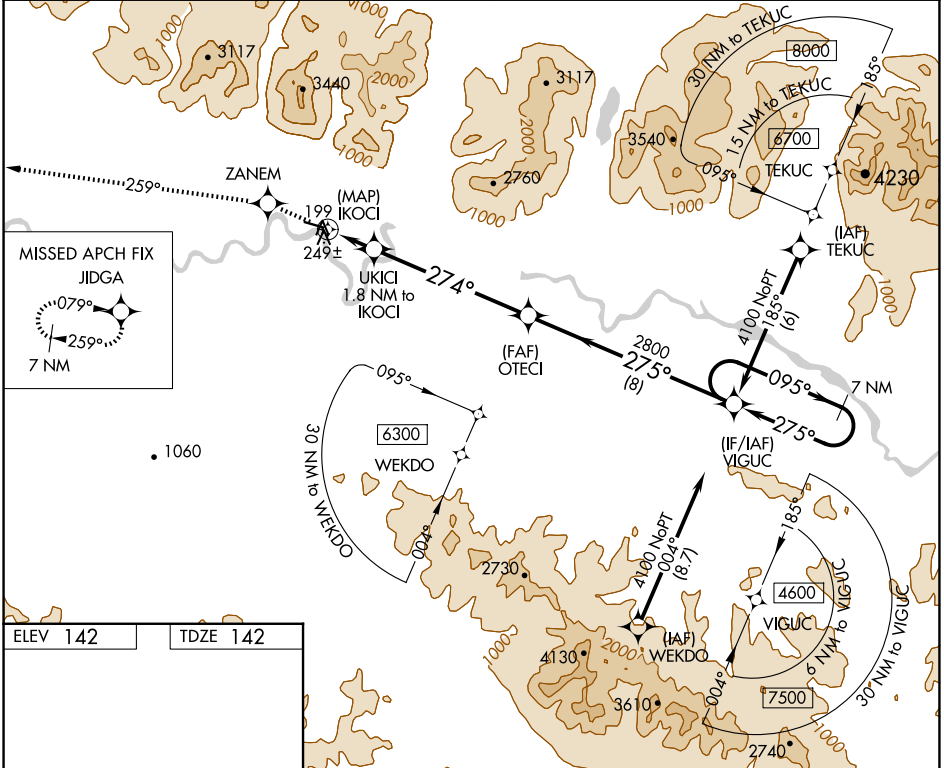 1000
1000
3117
3440
2000
1000
3117
2000
2760
1000
30 NM to TEKUC
8000
185°
15 NM to TEKUC
6700
3540
095°
TEKUC
4230
1000
(IAF)
TEKUC
1000
259°
ZANEM
199
249±
(MAP)
IKOCI
UKICI
1.8 NM to
IKOCI
274°
(FAF)
OTECI
2800
275°
(8)
4100 NoPT
185°
(6)
095°
7 NM
275°
(IF/IAF)
VIGUC
MISSED APCH FIX
JIDGA
079°
259°
7 NM
1060
095°
6300
WEKDO
30 NM to WEKDO
004°
4100 NoPT
004°
(8.7)
(IAF)
WEKDO
2730
2000
1000
4130
3610
2740
1000
185°
4600
VIGUC
6 NM to VIGUC
004°
7500
30 NM to VIGUC
ELEV 142
TDZE 142